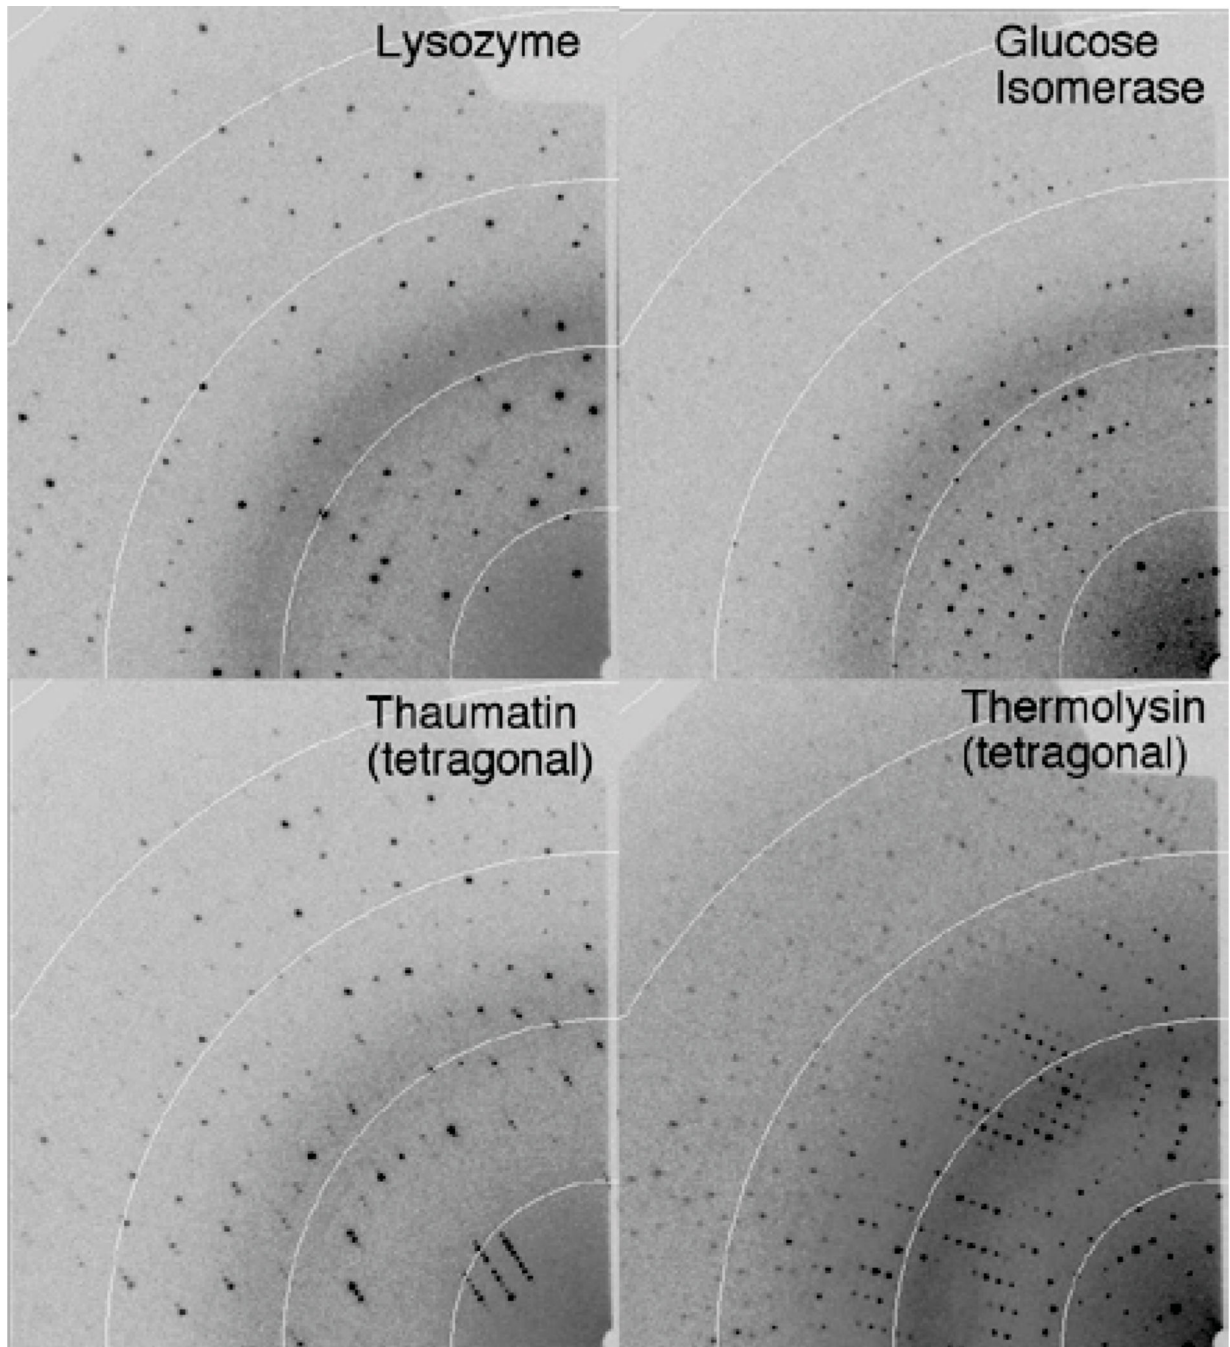 Lysozyme
Glucose
Isomerase
Thaumatin
(tetragonal)
Thermolysin
(tetragonal)